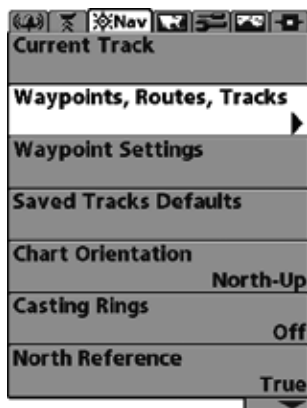 Nav
Current Track
Waypoints, Routes, Tracks
Waypoint Settings
Saved Tracks Defaults
Chart Orientation
North-Up
Casting Rings
Off
North Reference
True